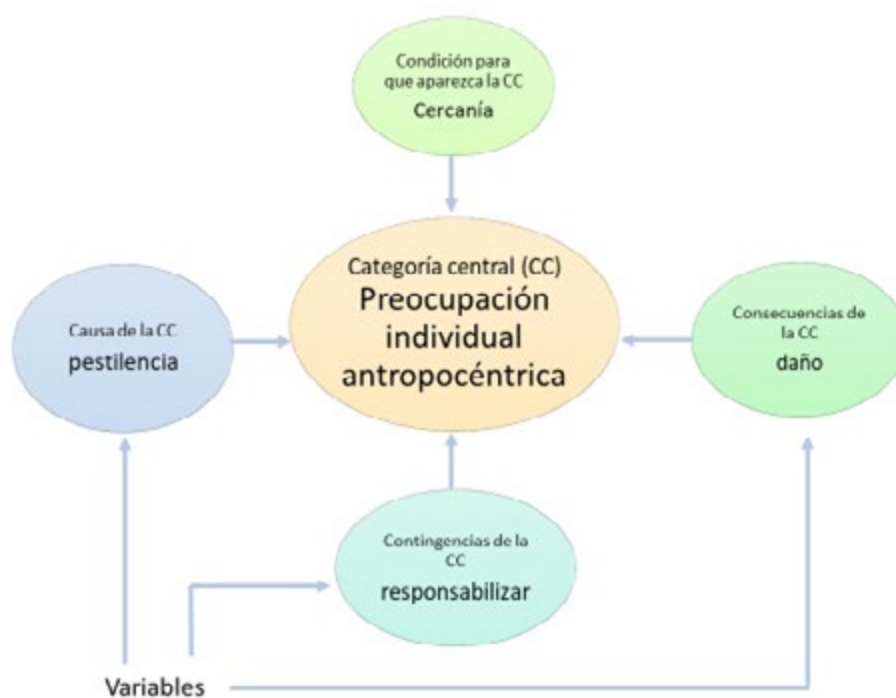 Condición para
que aparezca la CC
Cercanía
Categoría central (CC)
Preocupación
individual
antropocéntrica
Causa de la CC
pestilencia
Consecuencias de
la CC
daño
Contingencias de la
CC
responsabilizar
Variables